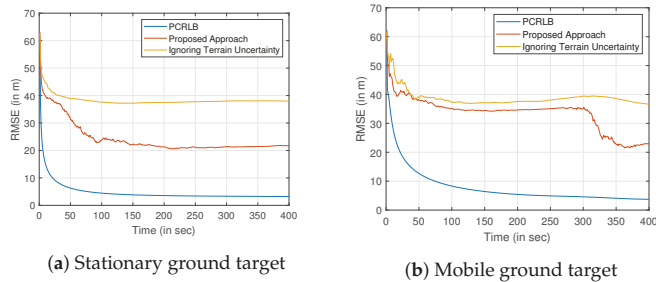 70
60
50
40
30
20
10
0
RMSE (in m)
0 50 100 150 200 250 300 350 400
Time (in sec)
PCRLB
Proposed Approach
Ignoring Terrain Uncertainty
(a) Stationary ground target
70
60
50
40
30
20
10
0
RMSE (in m)
0 50 100 150 200 250 300 350 400
Time (in sec)
PCRLB
Proposed Approach
Ignoring Terrain Uncertainty
(b) Mobile ground target